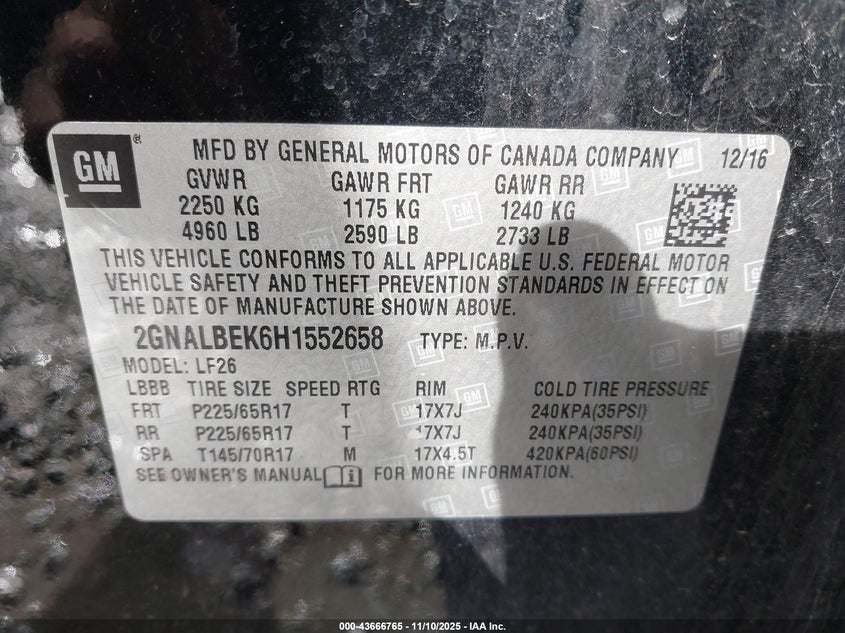 GM ® MFD BY GENERAL MOTORS OF CANADA COMPANY 12/16
GVWR GAWR FRT GAWR RR
2250 KG 1175 KG 1240 KG
4960 LB 2590 LB 2733 LB
THIS VEHICLE CONFORMS TO ALL APPLICABLE U.S. FEDERAL MOTOR
VEHICLE SAFETY AND THEFT PREVENTION STANDARDS IN EFFECT ON
THE DATE OF MANUFACTURE SHOWN ABOVE.
2GNALBEK6H1552658 TYPE: M.P.V.
MODEL: LF26
LBBB TIRE SIZE SPEED RTG RIM COLD TIRE PRESSURE
FRT P225/65R17 T 17X7J 240KPA(35PSI)
RR P225/65R17 T 17X7J 240KPA(35PSI)
SPA T145/70R17 M 17X4.5T 420KPA(60PSI)
SEE OWNER'S MANUAL FOR MORE INFORMATION.
000-43666765 - 11/10/2025 - IAA Inc.